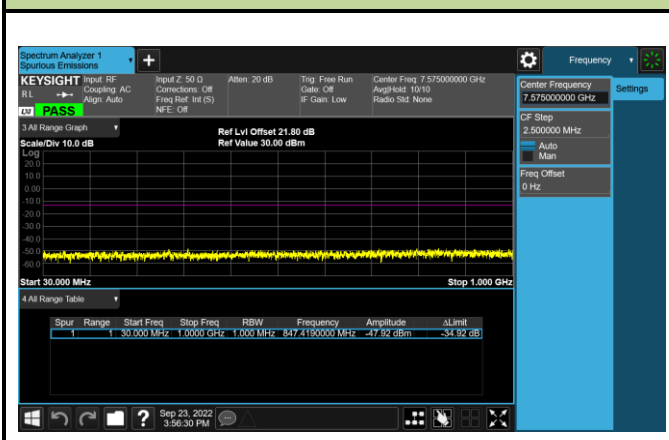 Spectrum Analyzer 1
Spurious Emissions
Frequency
KEYSIGHT
RL
Input: RF
Coupling: AC
Align: Auto
Input Z: 50 Ω
Corrections: Off
Freq Ref: Int (S)
NFE: Off
Atten: 20 dB
Trig: Free Run
Gate: Off
IF Gain: Low
Center Freq: 7.575000000 GHz
Avg|Hold: 10/10
Radio Std: None
LXI PASS
Center Frequency
7.575000000 GHz
Settings
CF Step
2.500000 MHz
Auto
Man
Freq Offset
0 Hz
3 All Range Graph
Scale/Div 10.0 dB
Ref Lvl Offset 21.80 dB
Ref Value 30.00 dBm
Log
20.0
10.0
0.00
-10.0
-20.0
-30.0
-40.0
-50.0
-60.0
Start 30.000 MHz
Stop 1.000 GHz
4 All Range Table
Spur Range Start Freq Stop Freq RBW Frequency Amplitude ΔLimit
1 1 30.000 MHz 1.0000 GHz 1.000 MHz 847.4190000 MHz -47.92 dBm -34.92 dB
?
Sep 23, 2022
3:56:30 PM